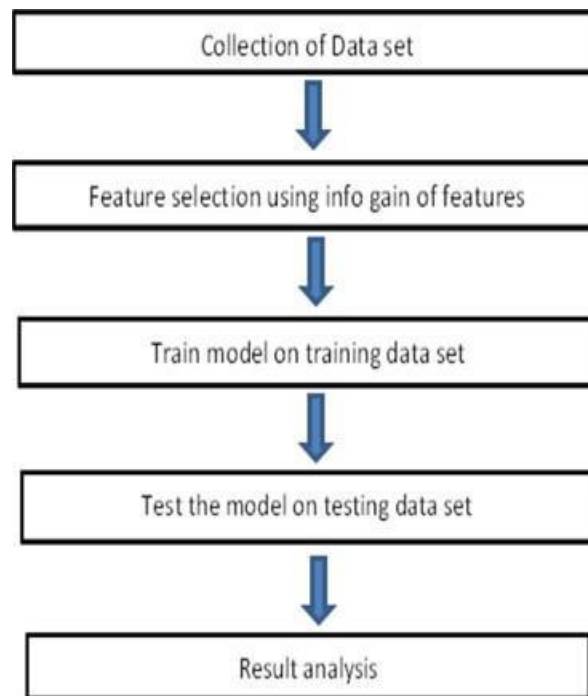 Collection of Data set
Feature selection using info gain of features
Train model on training data set
Test the model on testing data set
Result analysis